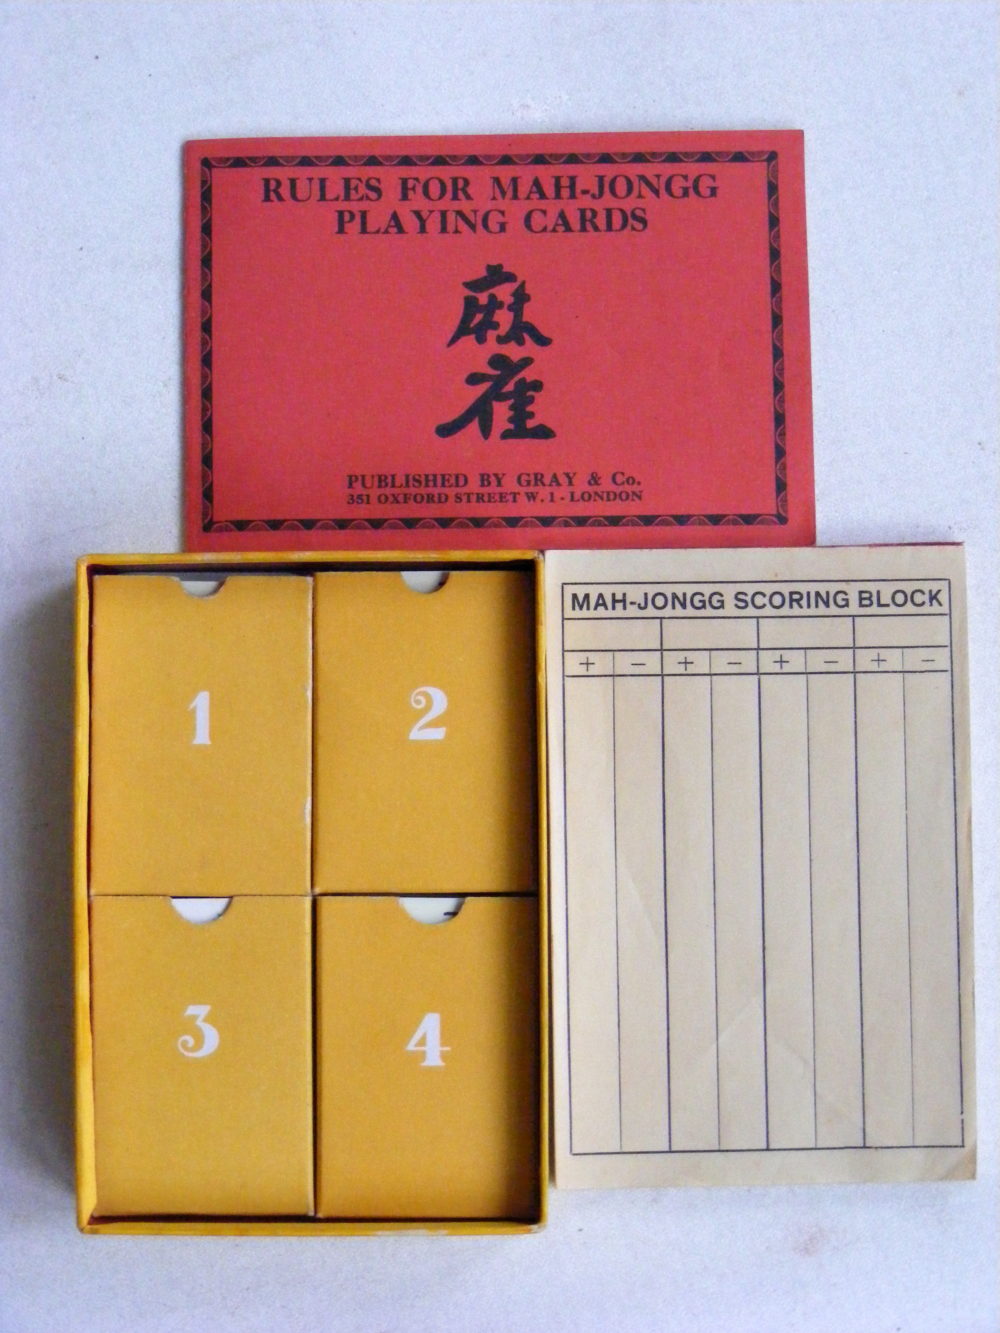 RULES FOR MAH-JONGG
PLAYING CARDS
麻
雀
PUBLISHED BY GRAY & Co.
351 OXFORD STREET W. 1 - LONDON
1
2
3
4
MAH-JONGG SCORING BLOCK
+ − + − + − + −